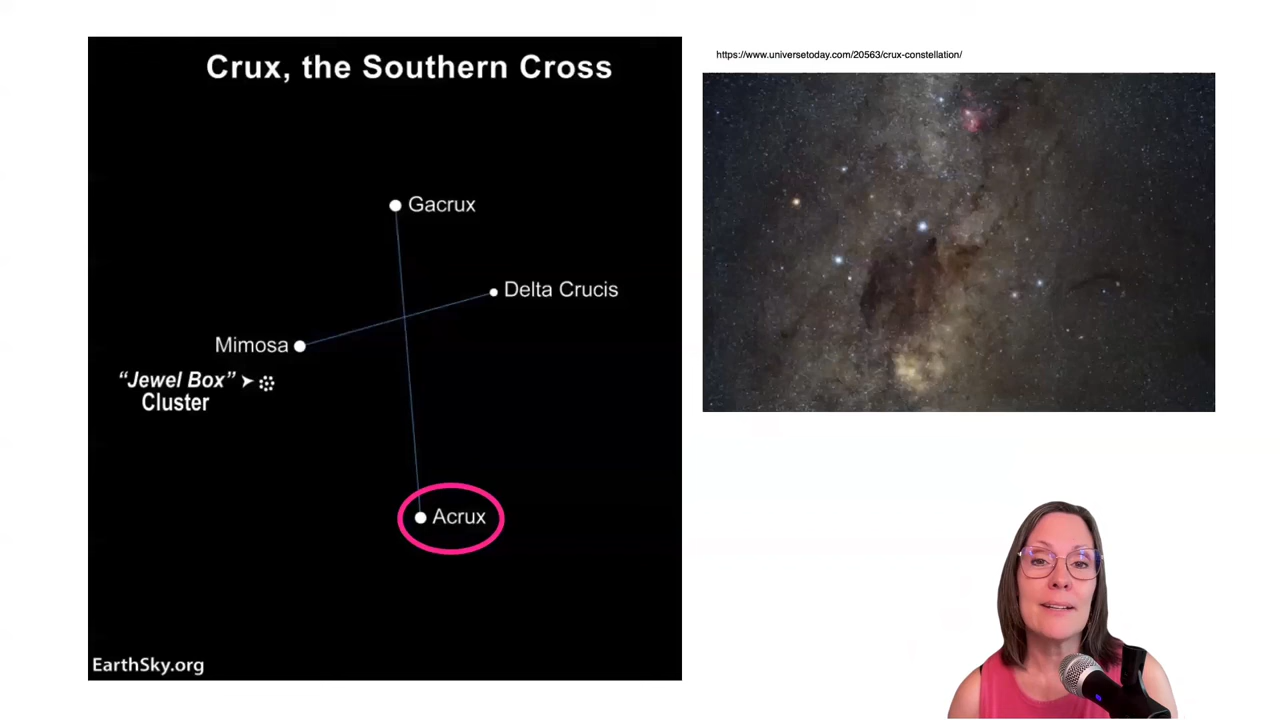 Crux, the Southern Cross
https://www.universetoday.com/20563/crux-constellation/
Gacrux
Delta Crucis
Mimosa
“Jewel Box”
Cluster
Acrux
EarthSky.org